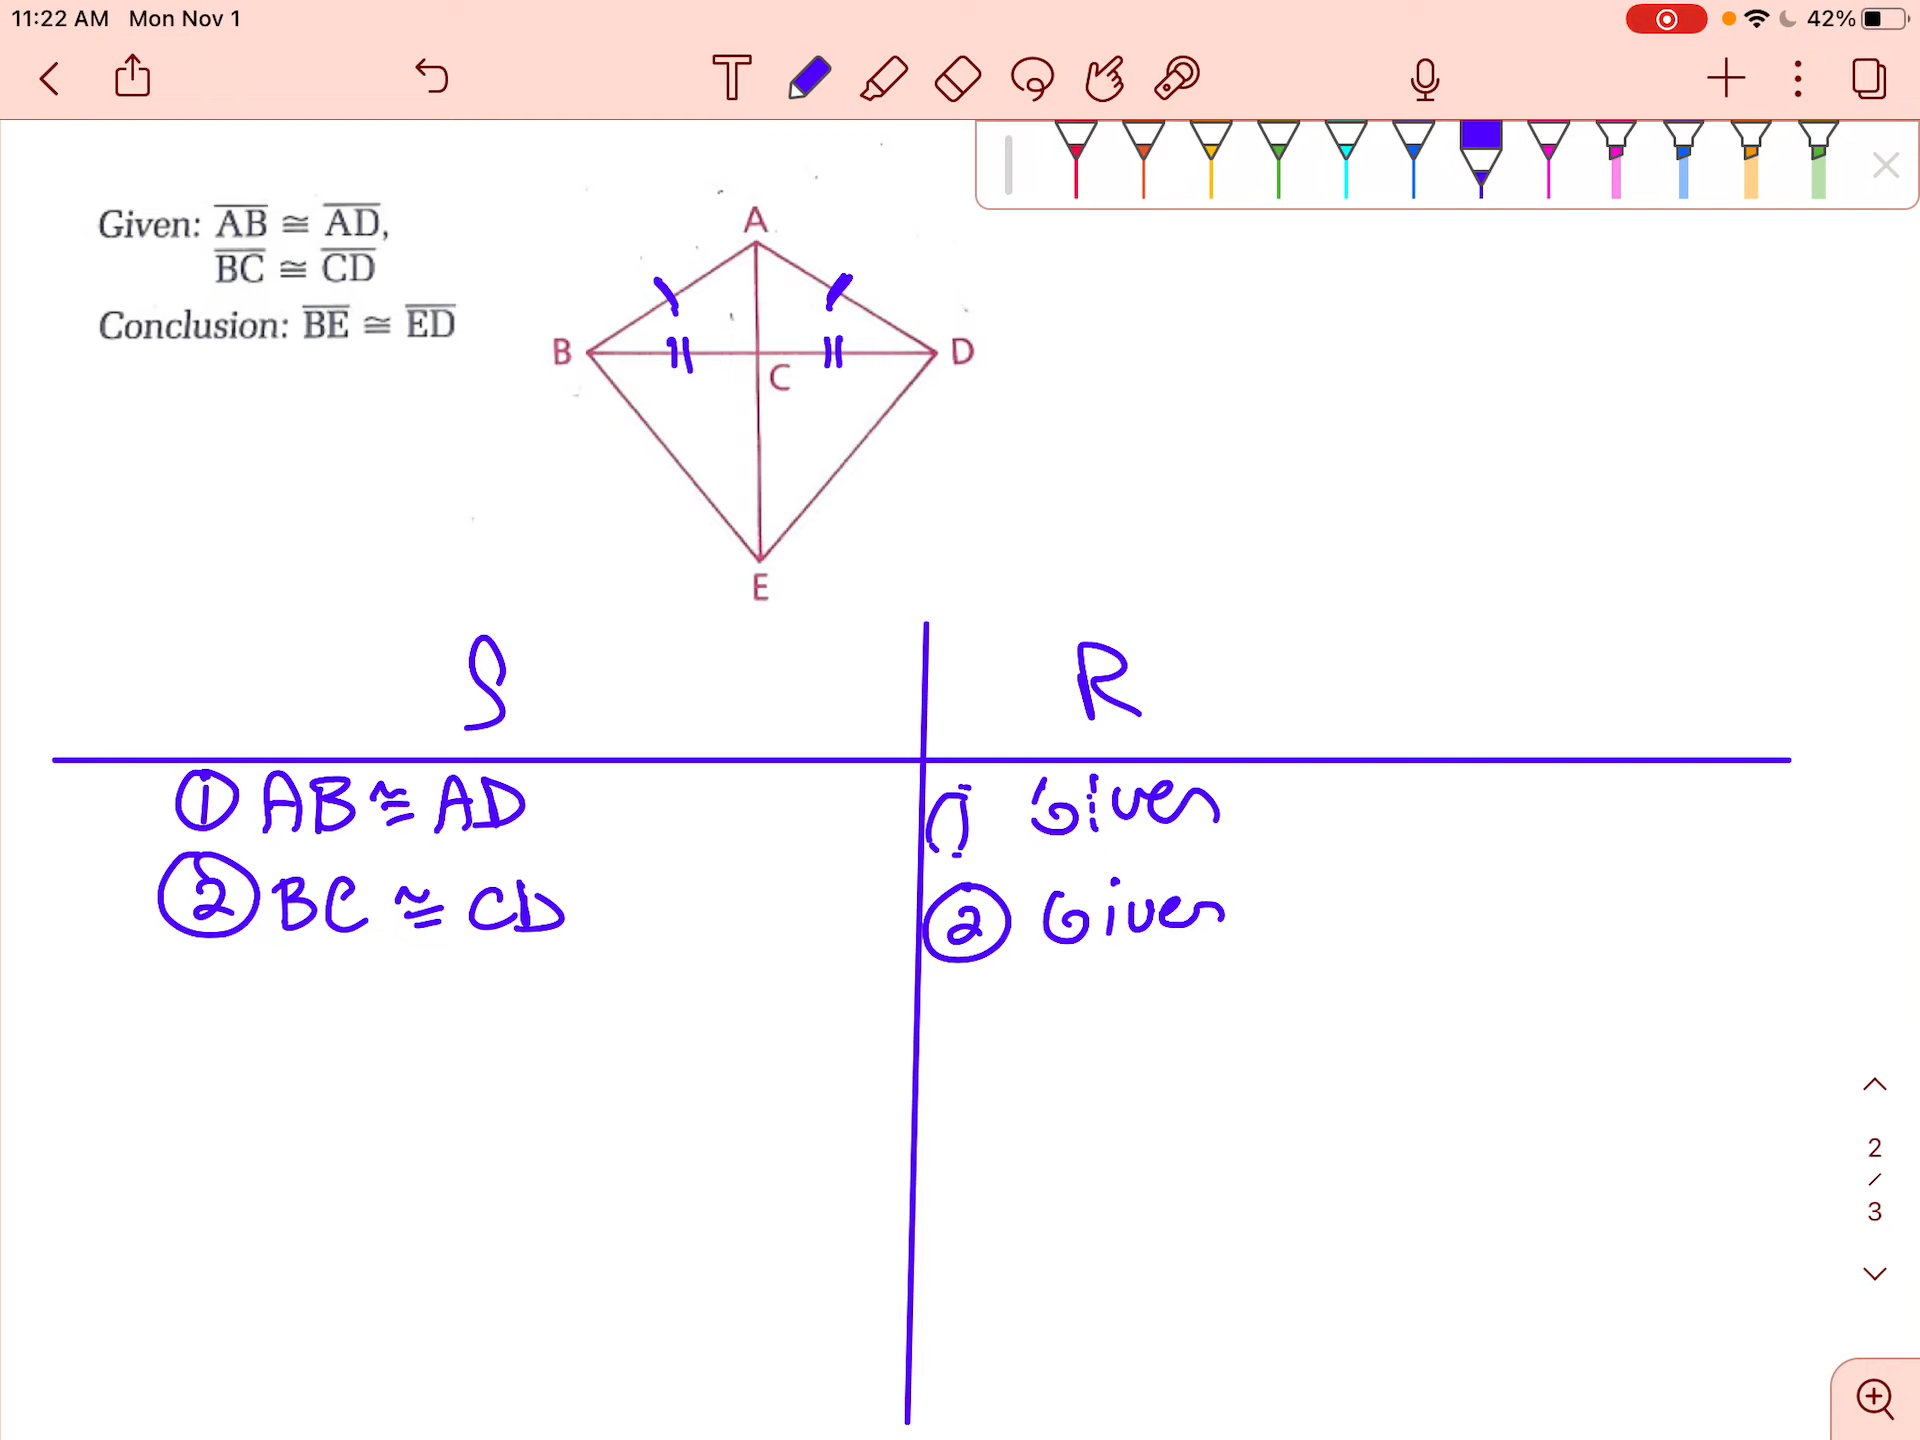 11:22 AM Mon Nov 1
42%
Given: AB ≅ AD,
BC ≅ CD
Conclusion: BE ≅ ED
A
B
D
C
E
S
R
① AB ≅ AD
Given
② BC ≅ CD
② Given
2
/
3